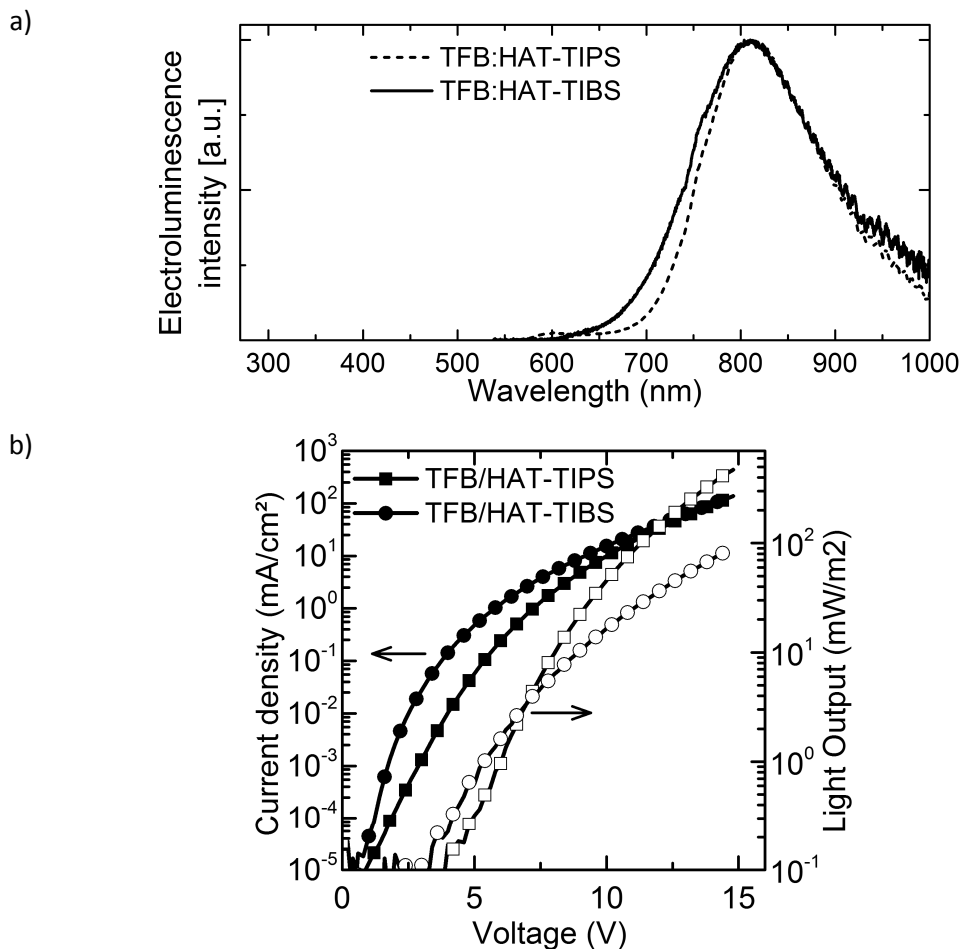 a)
TFB:HAT-TIPS
TFB:HAT-TIBS
Electroluminescence
intensity [a.u.]
300 400 500 600 700 800 900 1000
Wavelength (nm)
b)
TFB/HAT-TIPS
TFB/HAT-TIBS
Current density (mA/cm²)
10³
10²
10¹
10⁰
10⁻¹
10⁻²
10⁻³
10⁻⁴
10⁻⁵
Light Output (mW/m2)
10²
10¹
10⁰
10⁻¹
0 5 10 15
Voltage (V)